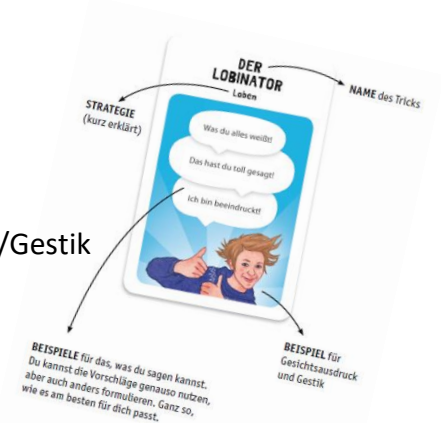 DER
LOBINATOR
Loben
NAME des Tricks
STRATEGIE
(kurz erklärt)
Was du alles weißt!
Das hast du toll gesagt!
Ich bin beeindruckt!
/Gestik
BEISPIELE für das, was du sagen kannst.
Du kannst die Vorschläge genauso nutzen,
aber auch anders formulieren. Ganz so,
wie es am besten für dich passt.
BEISPIEL für
Gesichtsausdruck
und Gestik